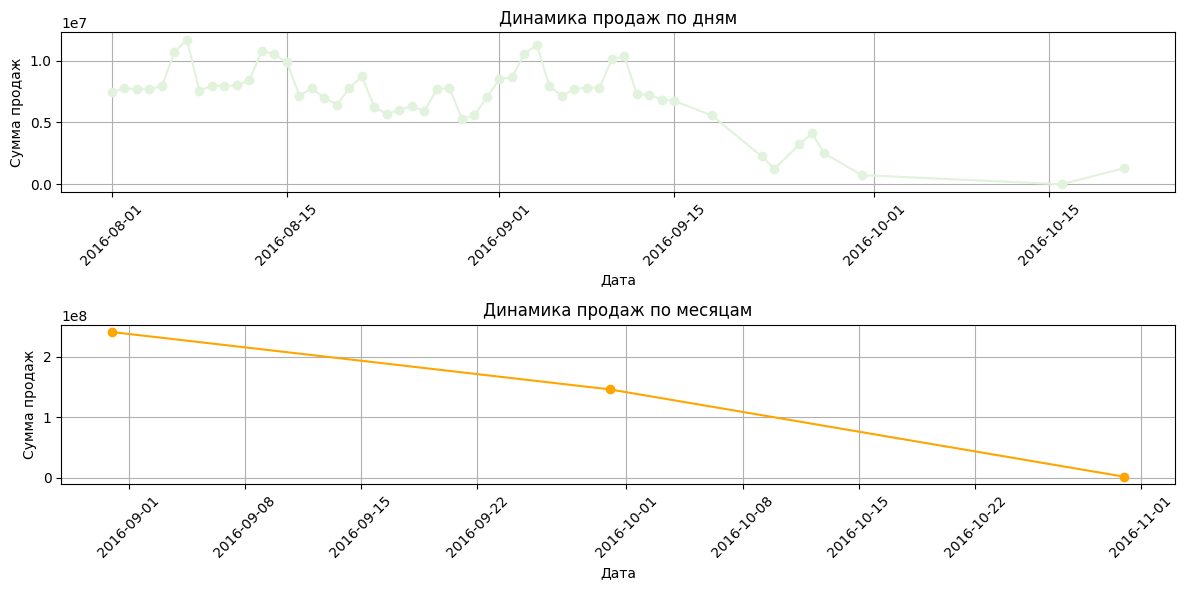 Динамика продаж по дням
1e7
Сумма продаж
1.0
0.5
0.0
2016-08-01
2016-08-15
2016-09-01
2016-09-15
2016-10-01
2016-10-15
Дата
Динамика продаж по месяцам
1e8
Сумма продаж
2
1
0
2016-09-01
2016-09-08
2016-09-15
2016-09-22
2016-10-01
2016-10-08
2016-10-15
2016-10-22
2016-11-01
Дата